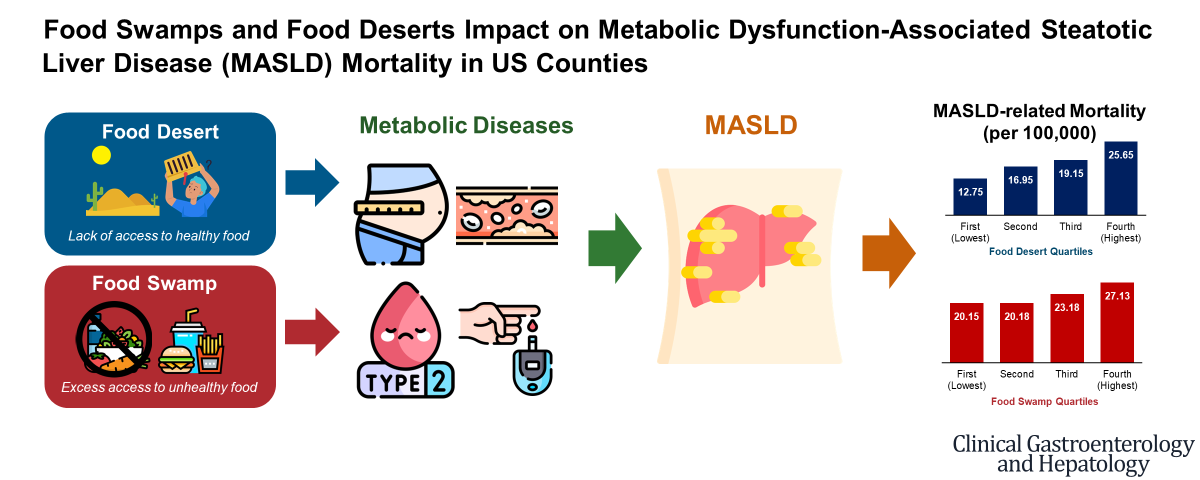 Food Swamps and Food Deserts Impact on Metabolic Dysfunction-Associated Steatotic
Liver Disease (MASLD) Mortality in US Counties
Food Desert
Lack of access to healthy food
Food Swamp
Excess access to unhealthy food
Metabolic Diseases
TYPE 2
MASLD
MASLD-related Mortality
(per 100,000)
12.75
16.95
19.15
25.65
First
(Lowest)
Second
Third
Fourth
(Highest)
Food Desert Quartiles
20.15
20.18
23.18
27.13
First
(Lowest)
Second
Third
Fourth
(Highest)
Food Swamp Quartiles
Clinical Gastroenterology
and Hepatology